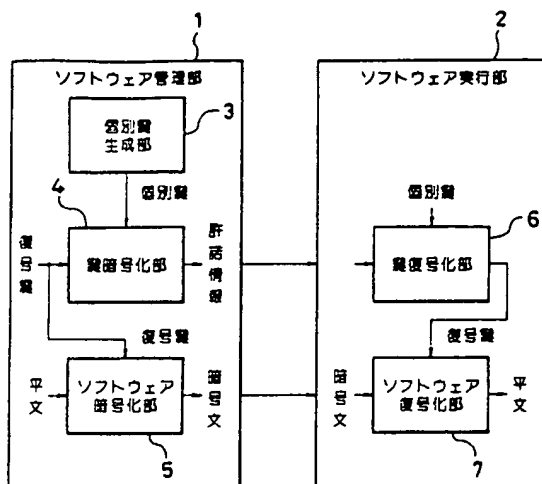 1
2
ソフトウェア管理部
ソフトウェア実行部
個別鍵
生成部
3
個別鍵
個別鍵
4
6
復号鍵
鍵暗号化部
許諾情報
鍵復号化部
復号鍵
復号鍵
平文
ソフトウェア
暗号化部
暗号文
暗号文
ソフトウェア
復号化部
平文
5
7